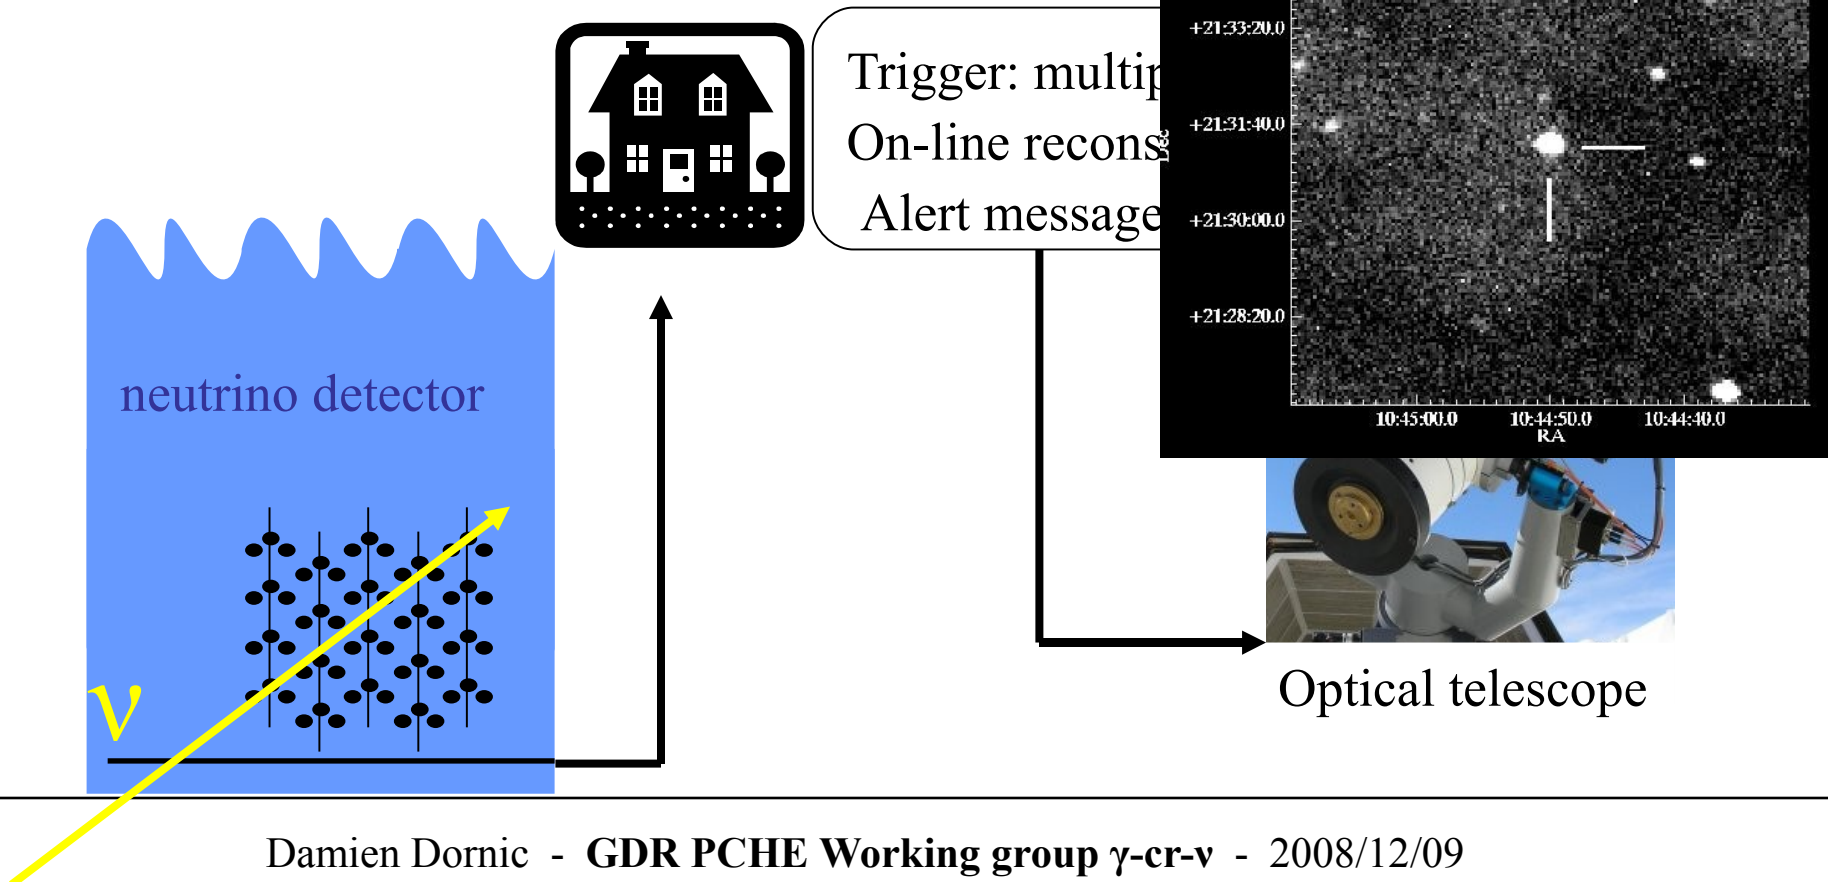 Trigger: multip
On-line recons
Alert message
neutrino detector
ν
+21:33:20.0
+21:31:40.0
+21:30:00.0
+21:28:20.0
Dec
10:45:00.0 10:44:50.0 10:44:40.0
RA
Optical telescope
Damien Dornic - GDR PCHE Working group γ-cr-ν - 2008/12/09